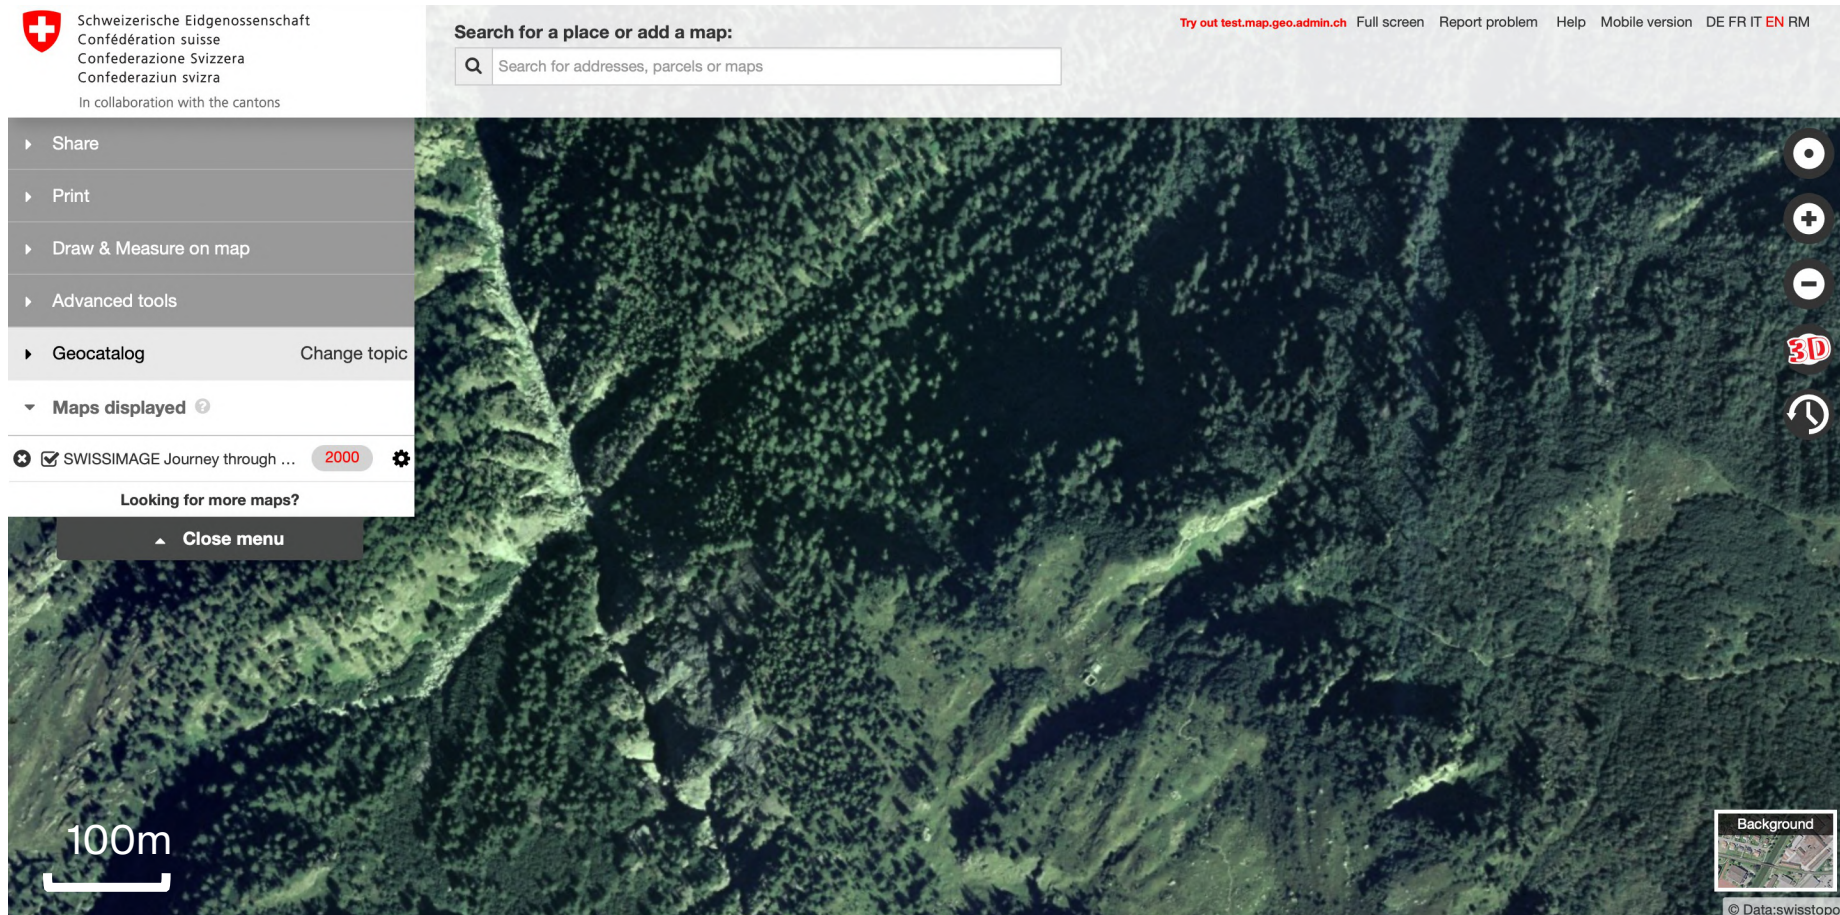 Schweizerische Eidgenossenschaft
Confédération suisse
Confederazione Svizzera
Confederaziun svizra
In collaboration with the cantons
Search for a place or add a map:
Search for addresses, parcels or maps
Try out test.map.geo.admin.ch Full screen Report problem Help Mobile version DE FR IT EN RM
Share
Print
Draw & Measure on map
Advanced tools
Geocatalog Change topic
Maps displayed ?
SWISSIMAGE Journey through ... 2000
Looking for more maps?
Close menu
3D
100m
Background
© Data:swisstopo